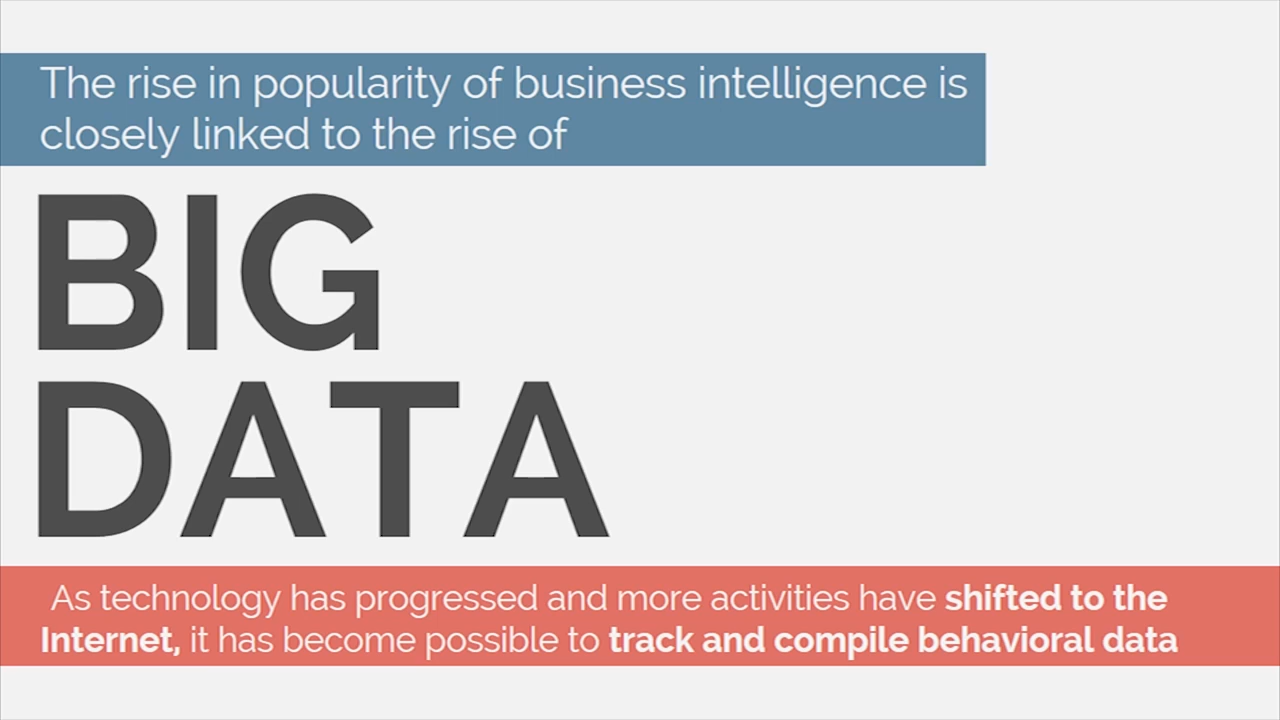 The rise in popularity of business intelligence is
closely linked to the rise of
BIG
DATA
As technology has progressed and more activities have shifted to the
Internet, it has become possible to track and compile behavioral data